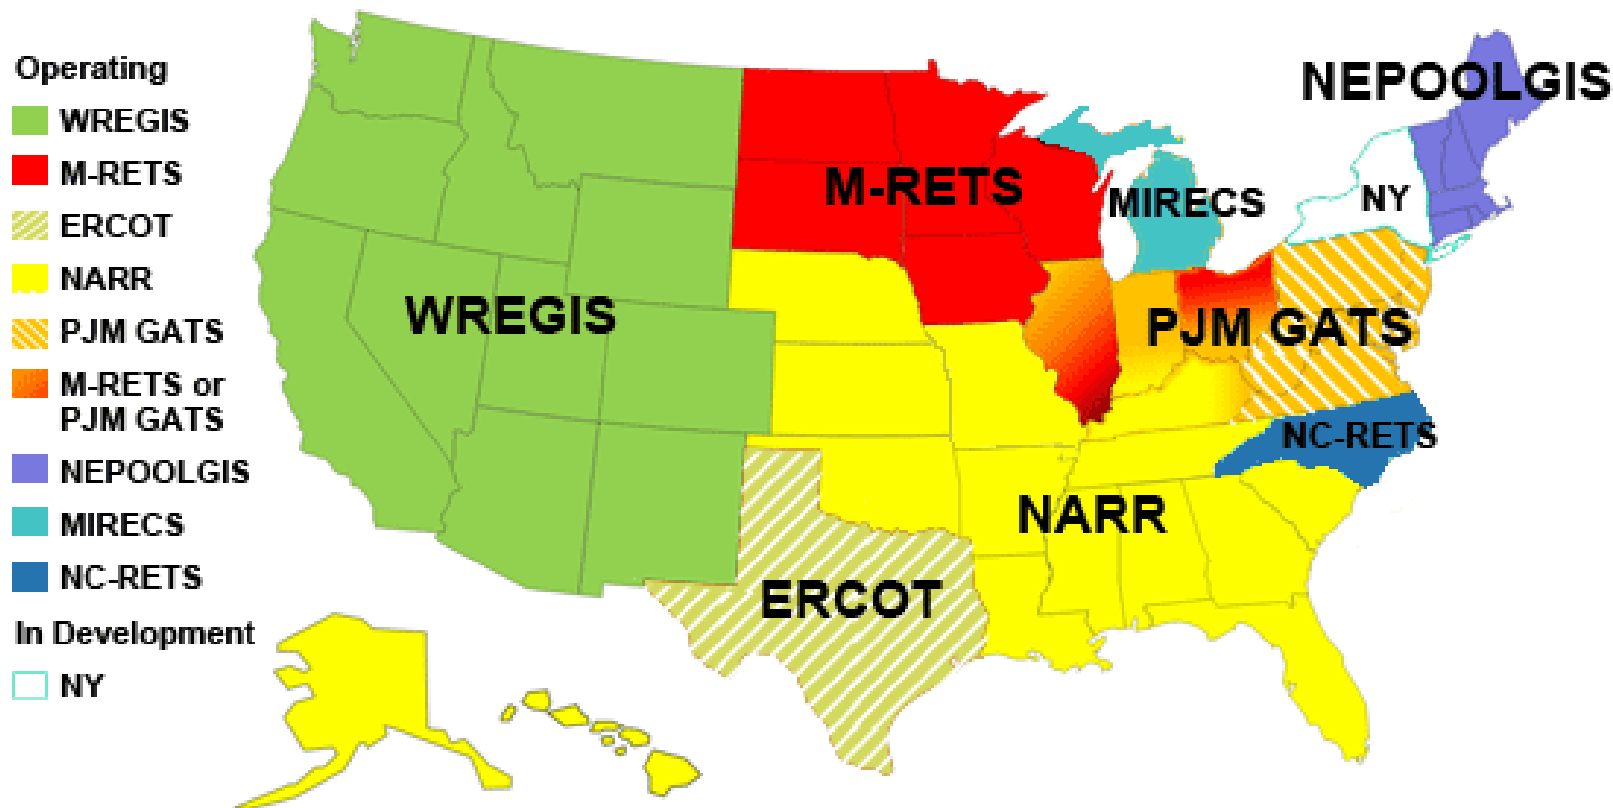 Operating
WREGIS
M-RETS
ERCOT
NARR
PJM GATS
M-RETS or
PJM GATS
NEPOOLGIS
MIRECS
NC-RETS
In Development
NY
NEPOOLGIS
M-RETS
MIRECS
NY
WREGIS
PJM GATS
NC-RETS
NARR
ERCOT